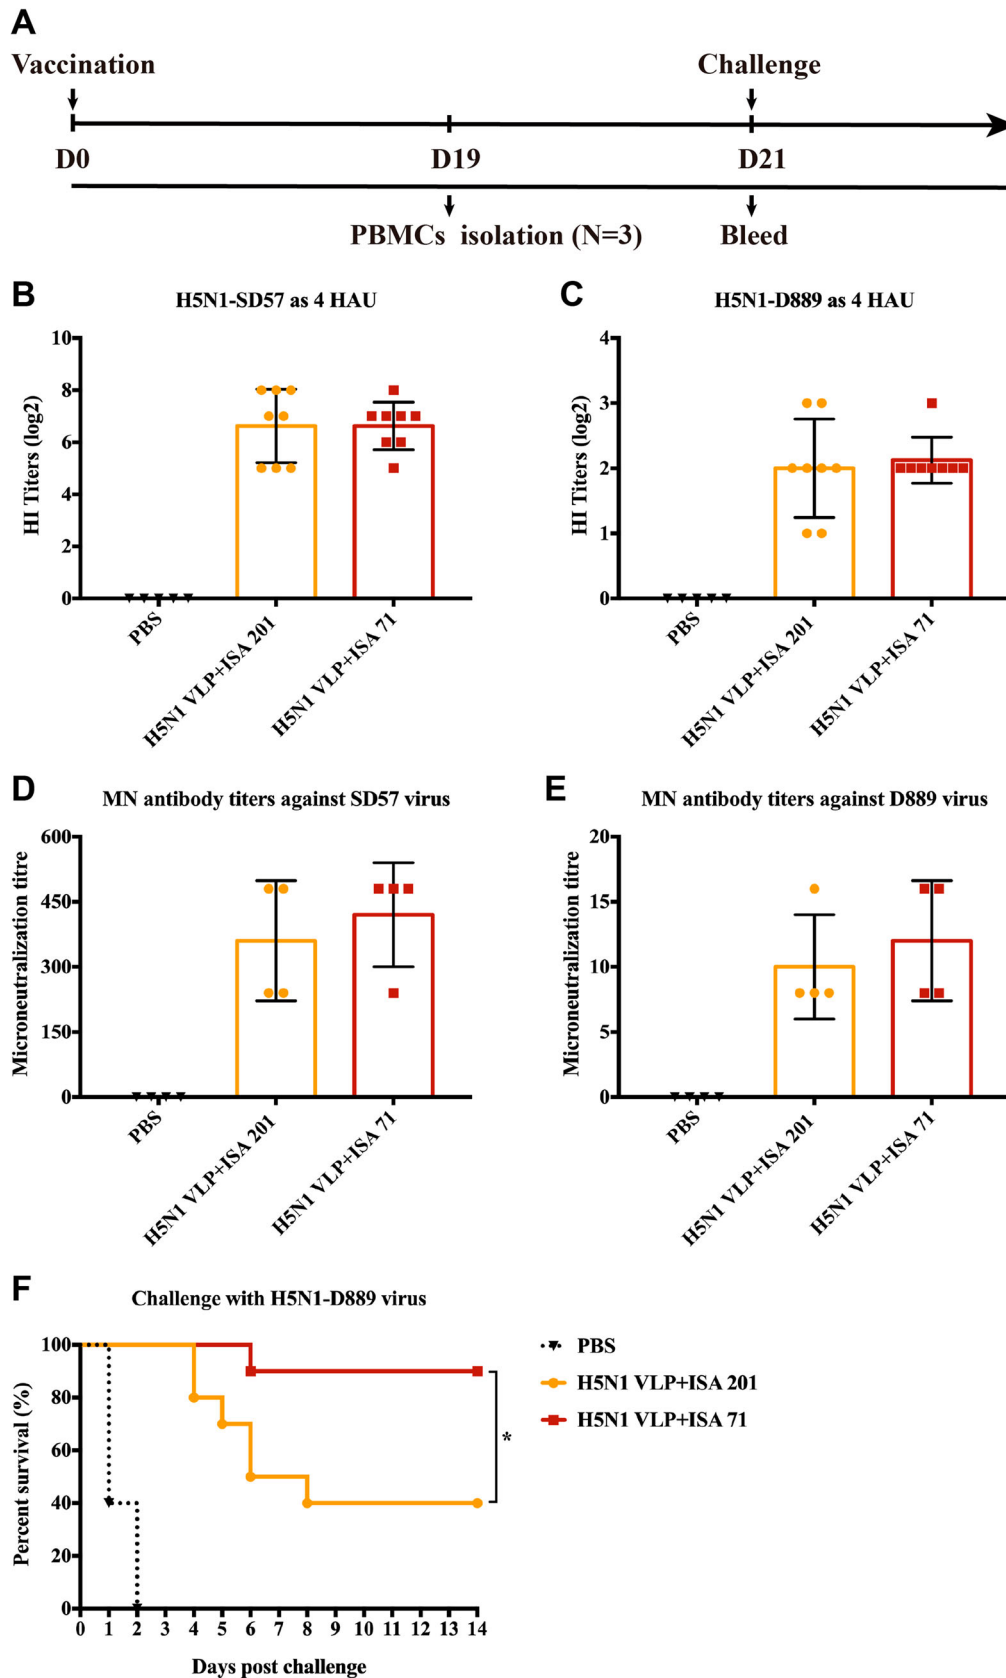 A
Vaccination Challenge
D0 D19 D21
PBMCs isolation (N=3) Bleed
B
H5N1-SD57 as 4 HAU
HI Titers (log2)
10
8
6
4
2
0
PBS
H5N1 VLP+ISA 201
H5N1 VLP+ISA 71
C
H5N1-D889 as 4 HAU
HI Titers (log2)
4
3
2
1
0
PBS
H5N1 VLP+ISA 201
H5N1 VLP+ISA 71
D
MN antibody titers against SD57 virus
Microneutralization titre
600
450
300
150
0
PBS
H5N1 VLP+ISA 201
H5N1 VLP+ISA 71
E
MN antibody titers against D889 virus
Microneutralization titre
20
15
10
5
0
PBS
H5N1 VLP+ISA 201
H5N1 VLP+ISA 71
F
Challenge with H5N1-D889 virus
Percent survival (%)
100
80
60
40
20
0
0 1 2 3 4 5 6 7 8 9 10 11 12 13 14
Days post challenge
*
PBS
H5N1 VLP+ISA 201
H5N1 VLP+ISA 71